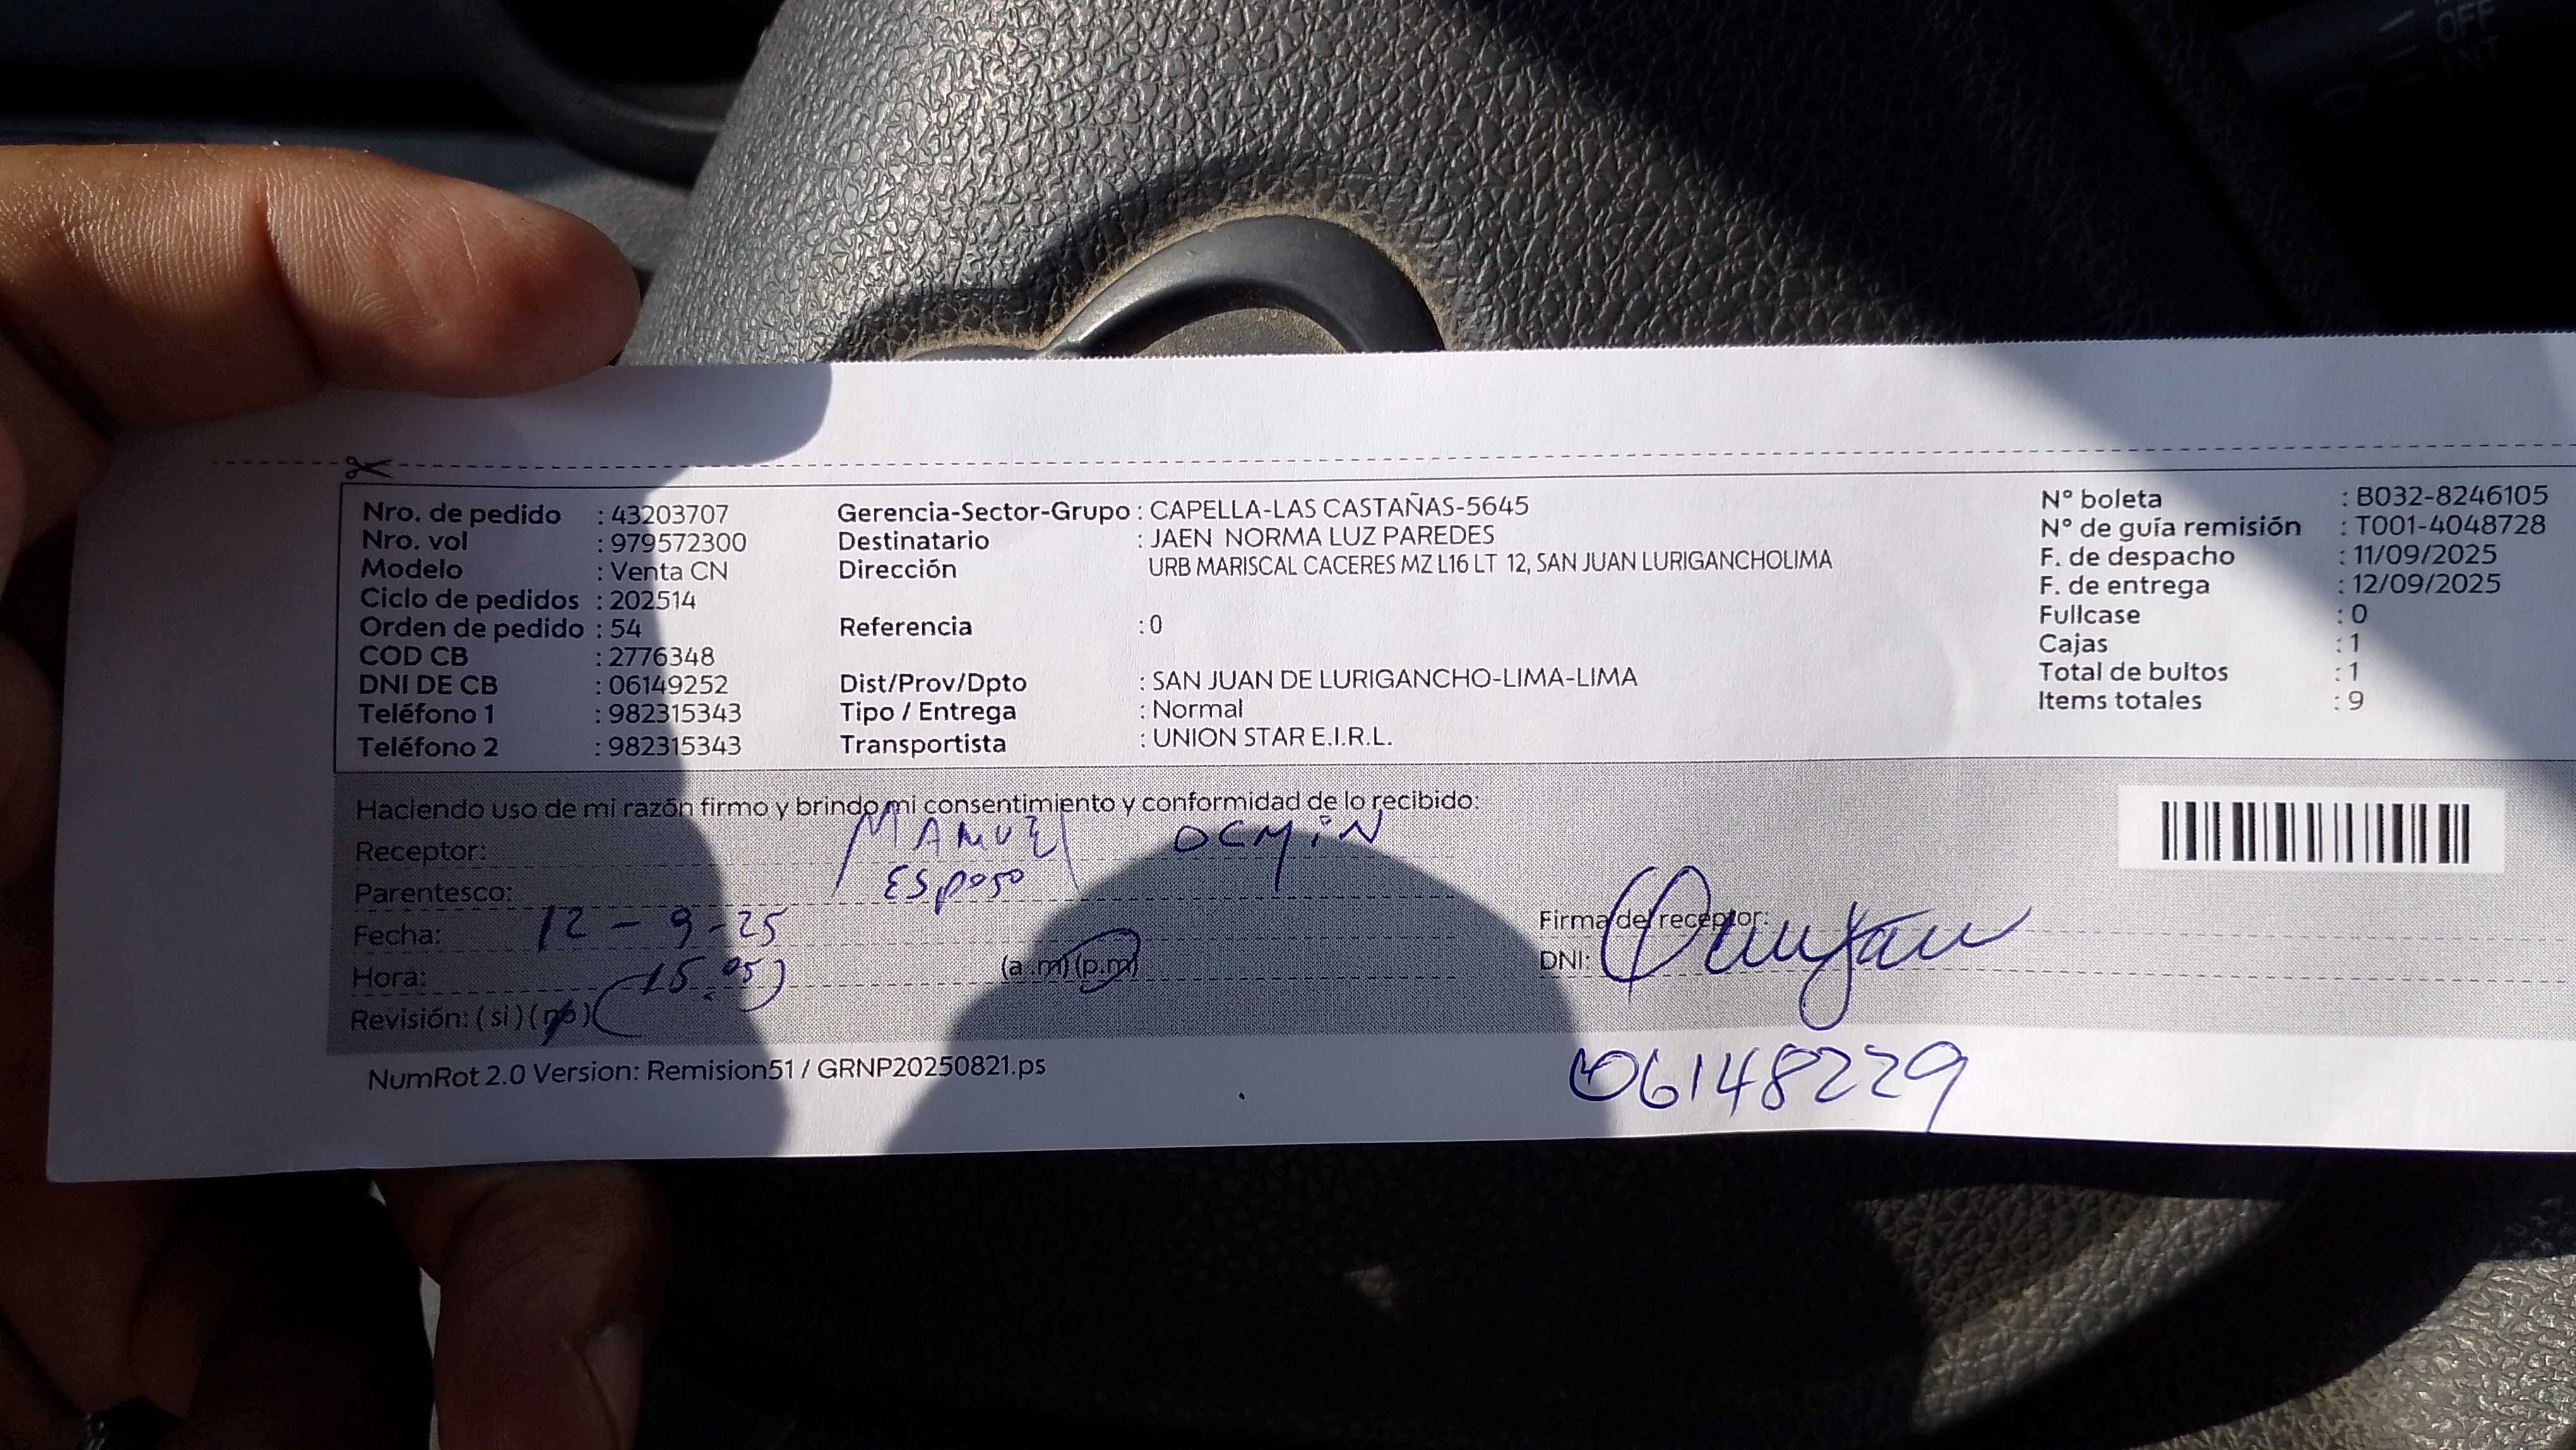 OFF
INT
Nro. de pedido : 43203707
Nro. vol : 979572300
Modelo : Venta CN
Ciclo de pedidos : 202514
Orden de pedido : 54
COD CB : 2776348
DNI DE CB : 06149252
Teléfono 1 : 982315343
Teléfono 2 : 982315343
Gerencia-Sector-Grupo : CAPELLA-LAS CASTAÑAS-5645
Destinatario : JAEN NORMA LUZ PAREDES
Dirección URB MARISCAL CACERES MZ L16 LT 12, SAN JUAN LURIGANCHOLIMA
Referencia : 0
Dist/Prov/Dpto : SAN JUAN DE LURIGANCHO-LIMA-LIMA
Tipo / Entrega : Normal
Transportista : UNION STAR E.I.R.L.
N° boleta : B032-8246105
N° de guía remisión : T001-4048728
F. de despacho : 11/09/2025
F. de entrega : 12/09/2025
Fullcase : 0
Cajas : 1
Total de bultos : 1
Items totales : 9
Haciendo uso de mi razón firmo y brindo mi consentimiento y conformidad de lo recibido:
Receptor: MANUEL OCMiN
Parentesco: Esposo
Fecha: 12-9-25
Hora: (15:05) (a.m) (p.m)
Revisión: (si) (no)
Firma del receptor:
DNI:
06148229
NumRot 2.0 Version: Remision51 / GRNP20250821.ps